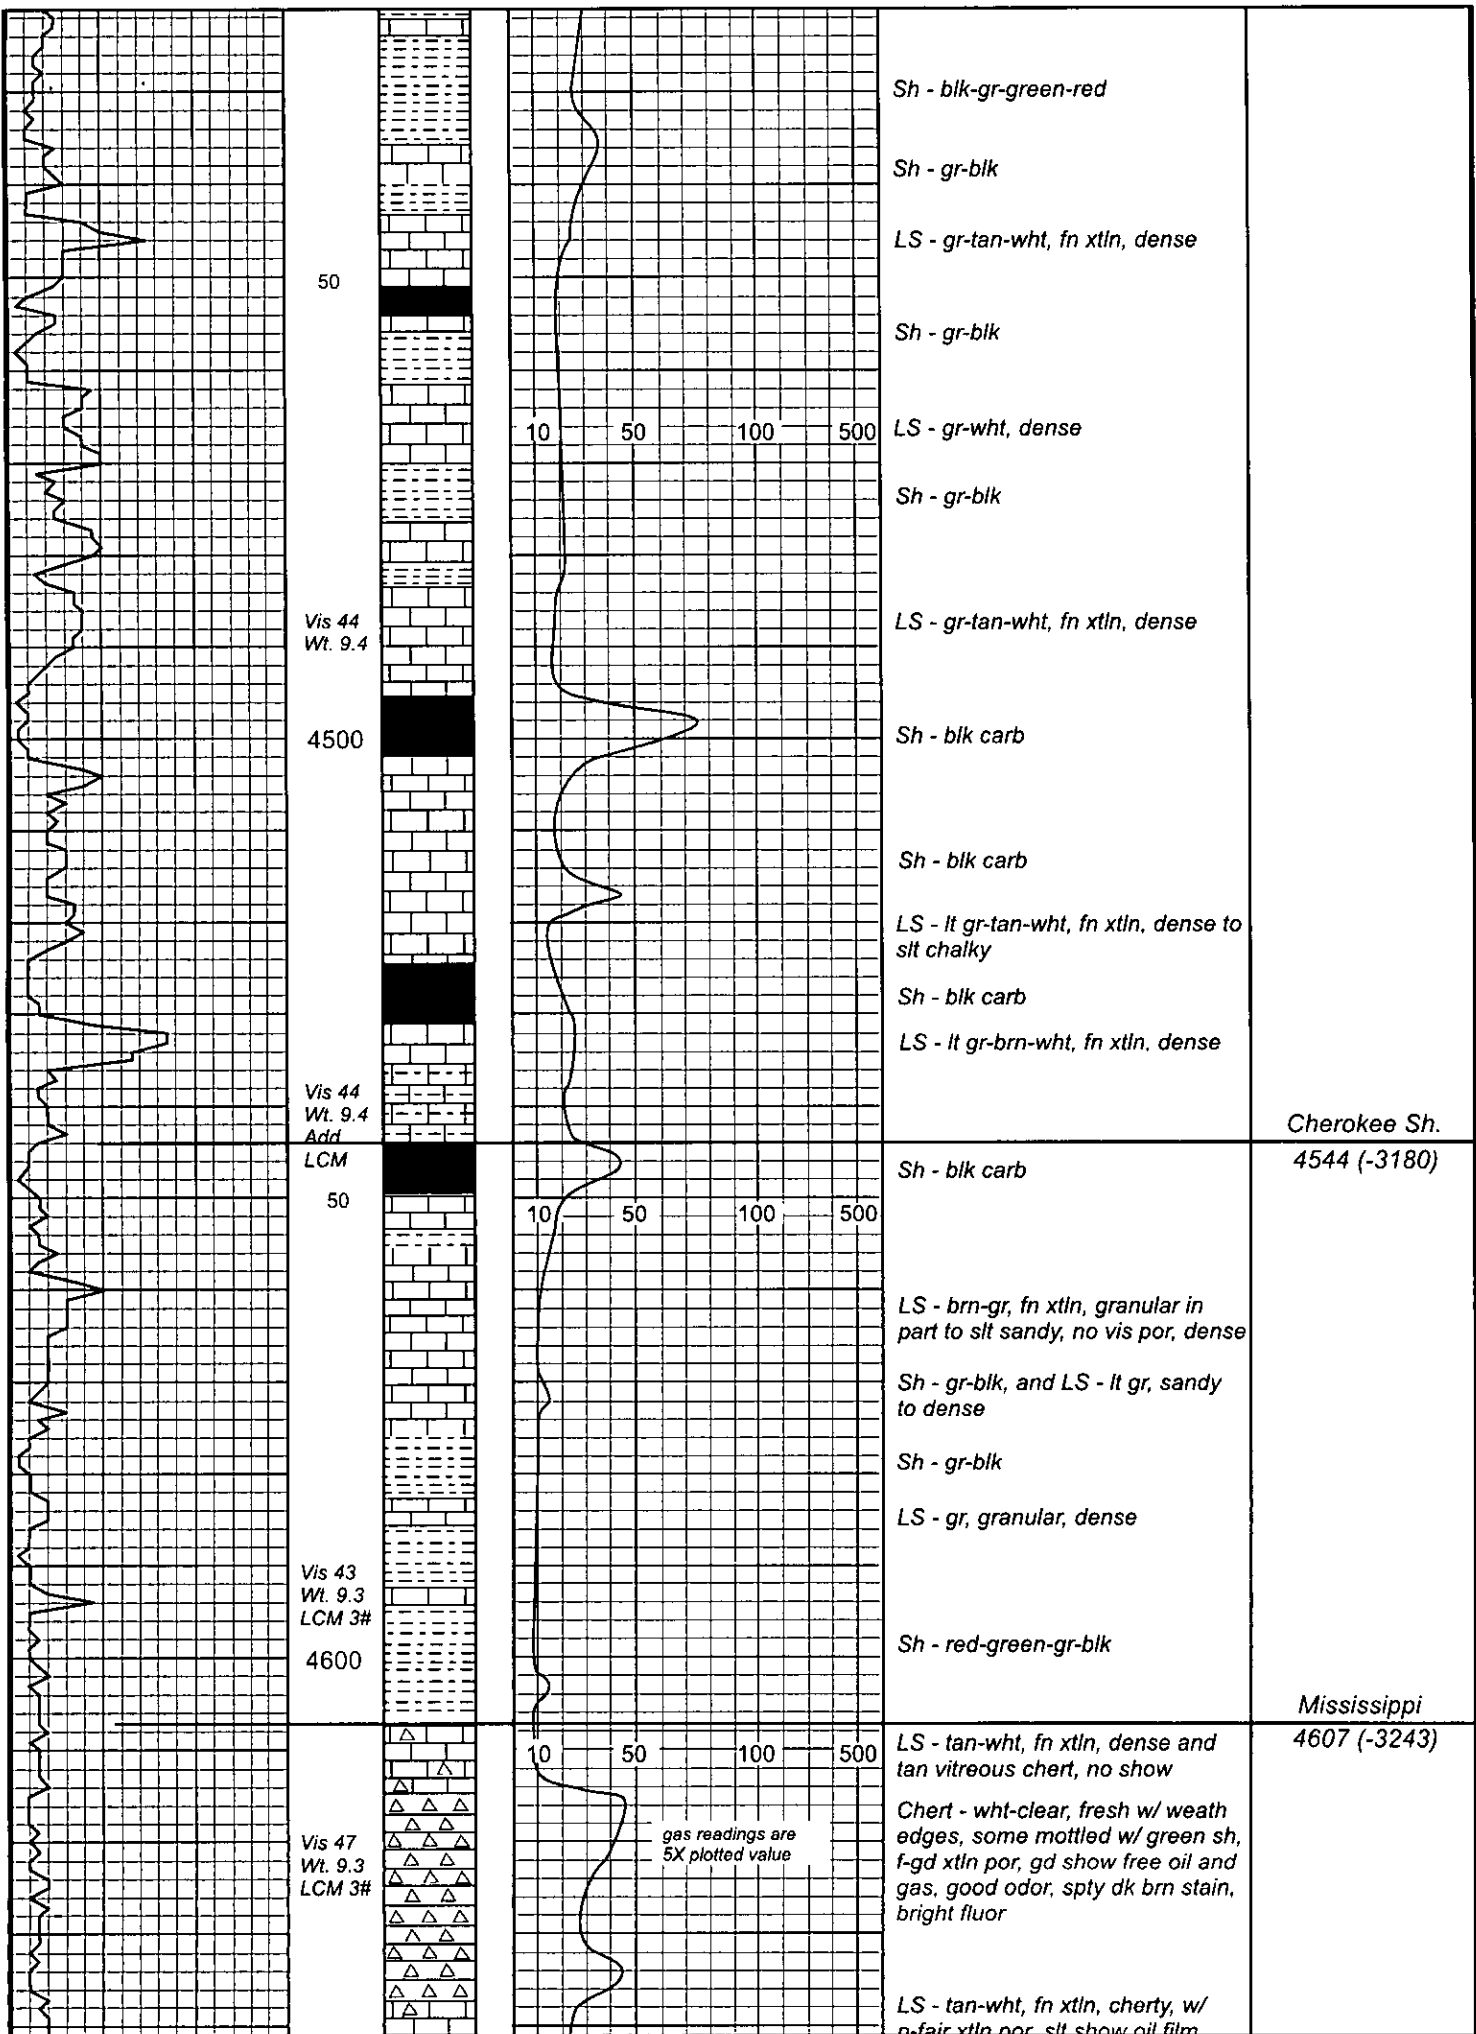 Sh - blk-gr-green-red
Sh - gr-blk
LS - gr-tan-wht, fn xtln, dense
50
Sh - gr-blk
10 50 100 500
LS - gr-wht, dense
Sh - gr-blk
Vis 44
Wt. 9.4
LS - gr-tan-wht, fn xtln, dense
4500
Sh - blk carb
Sh - blk carb
LS - lt gr-tan-wht, fn xtln, dense to
slt chalky
Sh - blk carb
LS - lt gr-brn-wht, fn xtln, dense
Vis 44
Wt. 9.4
Add
LCM
Cherokee Sh.
4544 (-3180)
Sh - blk carb
50
10 50 100 500
LS - brn-gr, fn xtln, granular in
part to slt sandy, no vis por, dense
Sh - gr-blk, and LS - lt gr, sandy
to dense
Sh - gr-blk
LS - gr, granular, dense
Vis 43
Wt. 9.3
LCM 3#
Sh - red-green-gr-blk
4600
Mississippi
4607 (-3243)
10 50 100 500
LS - tan-wht, fn xtln, dense and
tan vitreous chert, no show
gas readings are
5X plotted value
Chert - wht-clear, fresh w/ weath
edges, some mottled w/ green sh,
f-gd xtln por, gd show free oil and
gas, good odor, spty dk brn stain,
bright fluor
Vis 47
Wt. 9.3
LCM 3#
LS - tan-wht, fn xtln, cherty, w/
p-fair xtln por, slt show oil film